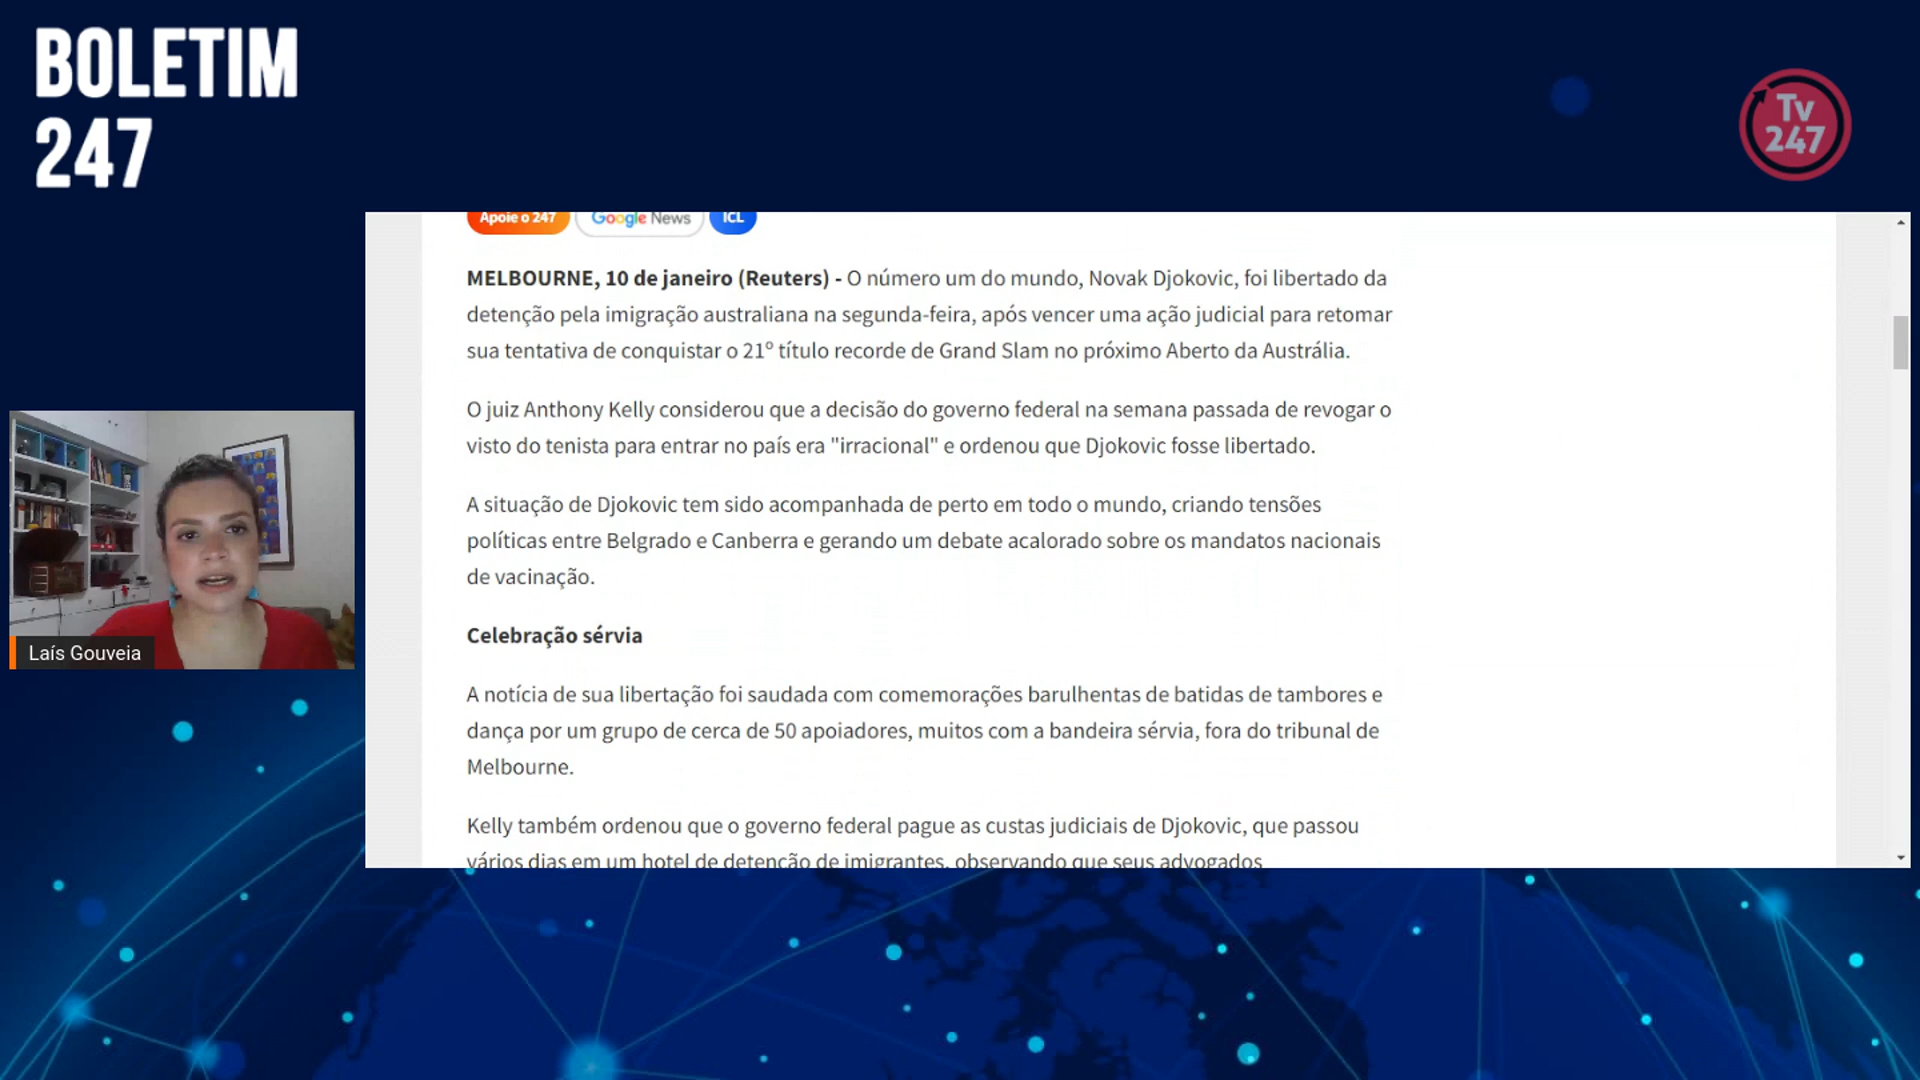 BOLETIM
247
Tv
247
Apoie o 247 Google News ICL
MELBOURNE, 10 de janeiro (Reuters) - O número um do mundo, Novak Djokovic, foi libertado da
detenção pela imigração australiana na segunda-feira, após vencer uma ação judicial para retomar
sua tentativa de conquistar o 21º título recorde de Grand Slam no próximo Aberto da Austrália.
O juiz Anthony Kelly considerou que a decisão do governo federal na semana passada de revogar o
visto do tenista para entrar no país era "irracional" e ordenou que Djokovic fosse libertado.
A situação de Djokovic tem sido acompanhada de perto em todo o mundo, criando tensões
políticas entre Belgrado e Canberra e gerando um debate acalorado sobre os mandatos nacionais
de vacinação.
Celebração sérvia
A notícia de sua libertação foi saudada com comemorações barulhentas de batidas de tambores e
dança por um grupo de cerca de 50 apoiadores, muitos com a bandeira sérvia, fora do tribunal de
Melbourne.
Kelly também ordenou que o governo federal pague as custas judiciais de Djokovic, que passou
vários dias em um hotel de detenção de imigrantes, observando que seus advogados
Laís Gouveia